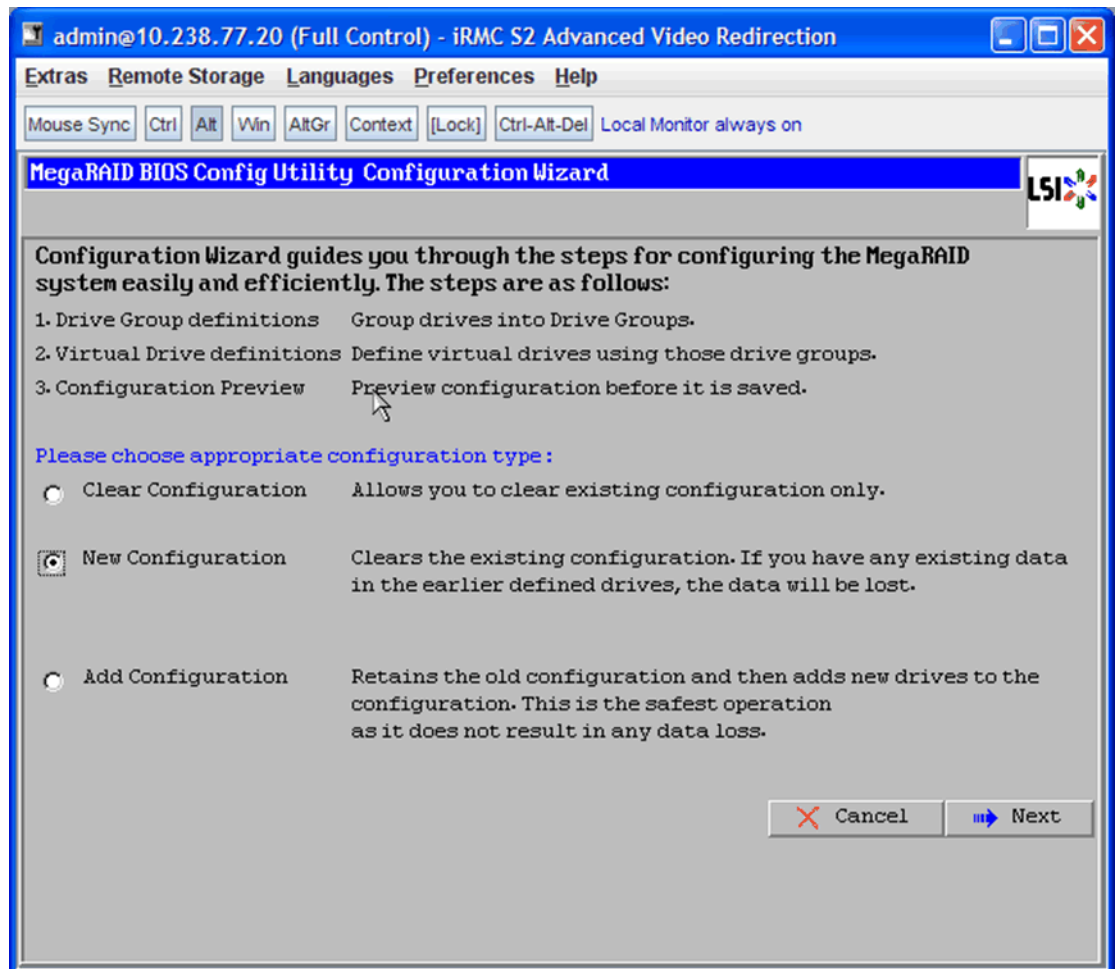 admin@10.238.77.20 (Full Control) - iRMC S2 Advanced Video Redirection
Extras Remote Storage Languages Preferences Help
Mouse Sync Ctrl Alt Win AltGr Context [Lock] Ctrl-Alt-Del Local Monitor always on
MegaRAID BIOS Config Utility Configuration Wizard
LSI
Configuration Wizard guides you through the steps for configuring the MegaRAID
system easily and efficiently. The steps are as follows:
1. Drive Group definitions Group drives into Drive Groups.
2. Virtual Drive definitions Define virtual drives using those drive groups.
3. Configuration Preview Preview configuration before it is saved.
Please choose appropriate configuration type:
Clear Configuration Allows you to clear existing configuration only.
New Configuration Clears the existing configuration. If you have any existing data
in the earlier defined drives, the data will be lost.
Add Configuration Retains the old configuration and then adds new drives to the
configuration. This is the safest operation
as it does not result in any data loss.
Cancel Next